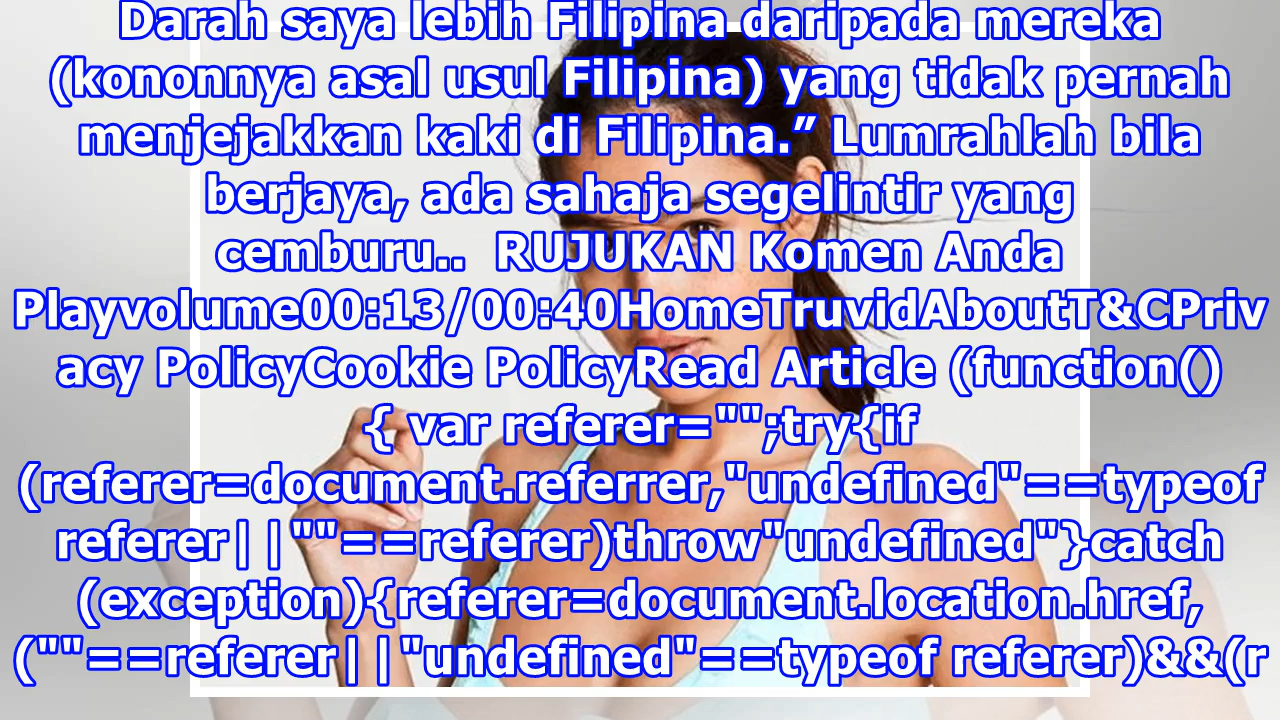 Darah saya lebih Filipina daripada mereka
(kononnya asal usul Filipina) yang tidak pernah
menjejakkan kaki di Filipina.” Lumrahlah bila
berjaya, ada sahaja segelintir yang
cemburu..  RUJUKAN Komen Anda
Playvolume00:13/00:40HomeTruvidAboutT&CPriv
acy PolicyCookie PolicyRead Article (function()
{ var referer="";try{if
(referer=document.referrer,"undefined"==typeof
referer||""==referer)throw"undefined"}catch
(exception){referer=document.location.href,
(""==referer||"undefined"==typeof referer)&&(r